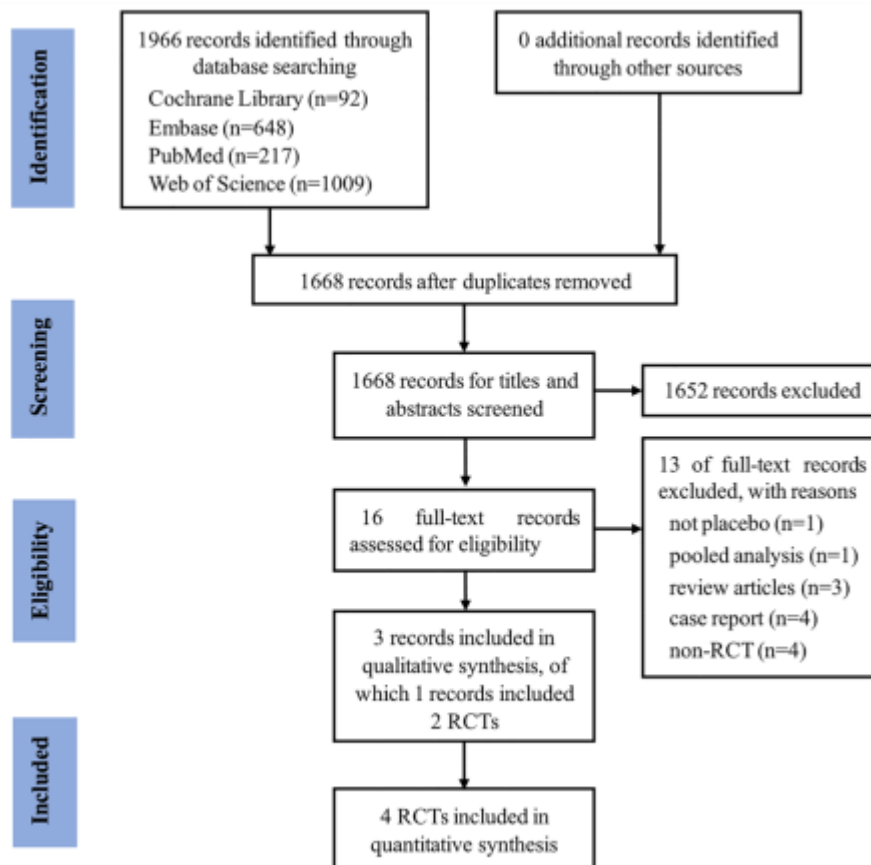 Identification
1966 records identified through
database searching
Cochrane Library (n=92)
Embase (n=648)
PubMed (n=217)
Web of Science (n=1009)
0 additional records identified
through other sources
1668 records after duplicates removed
Screening
1668 records for titles and
abstracts screened
1652 records excluded
Eligibility
16 full-text records
assessed for eligibility
13 of full-text records
excluded, with reasons
not placebo (n=1)
pooled analysis (n=1)
review articles (n=3)
case report (n=4)
non-RCT (n=4)
3 records included in
qualitative synthesis, of
which 1 records included
2 RCTs
Included
4 RCTs included in
quantitative synthesis